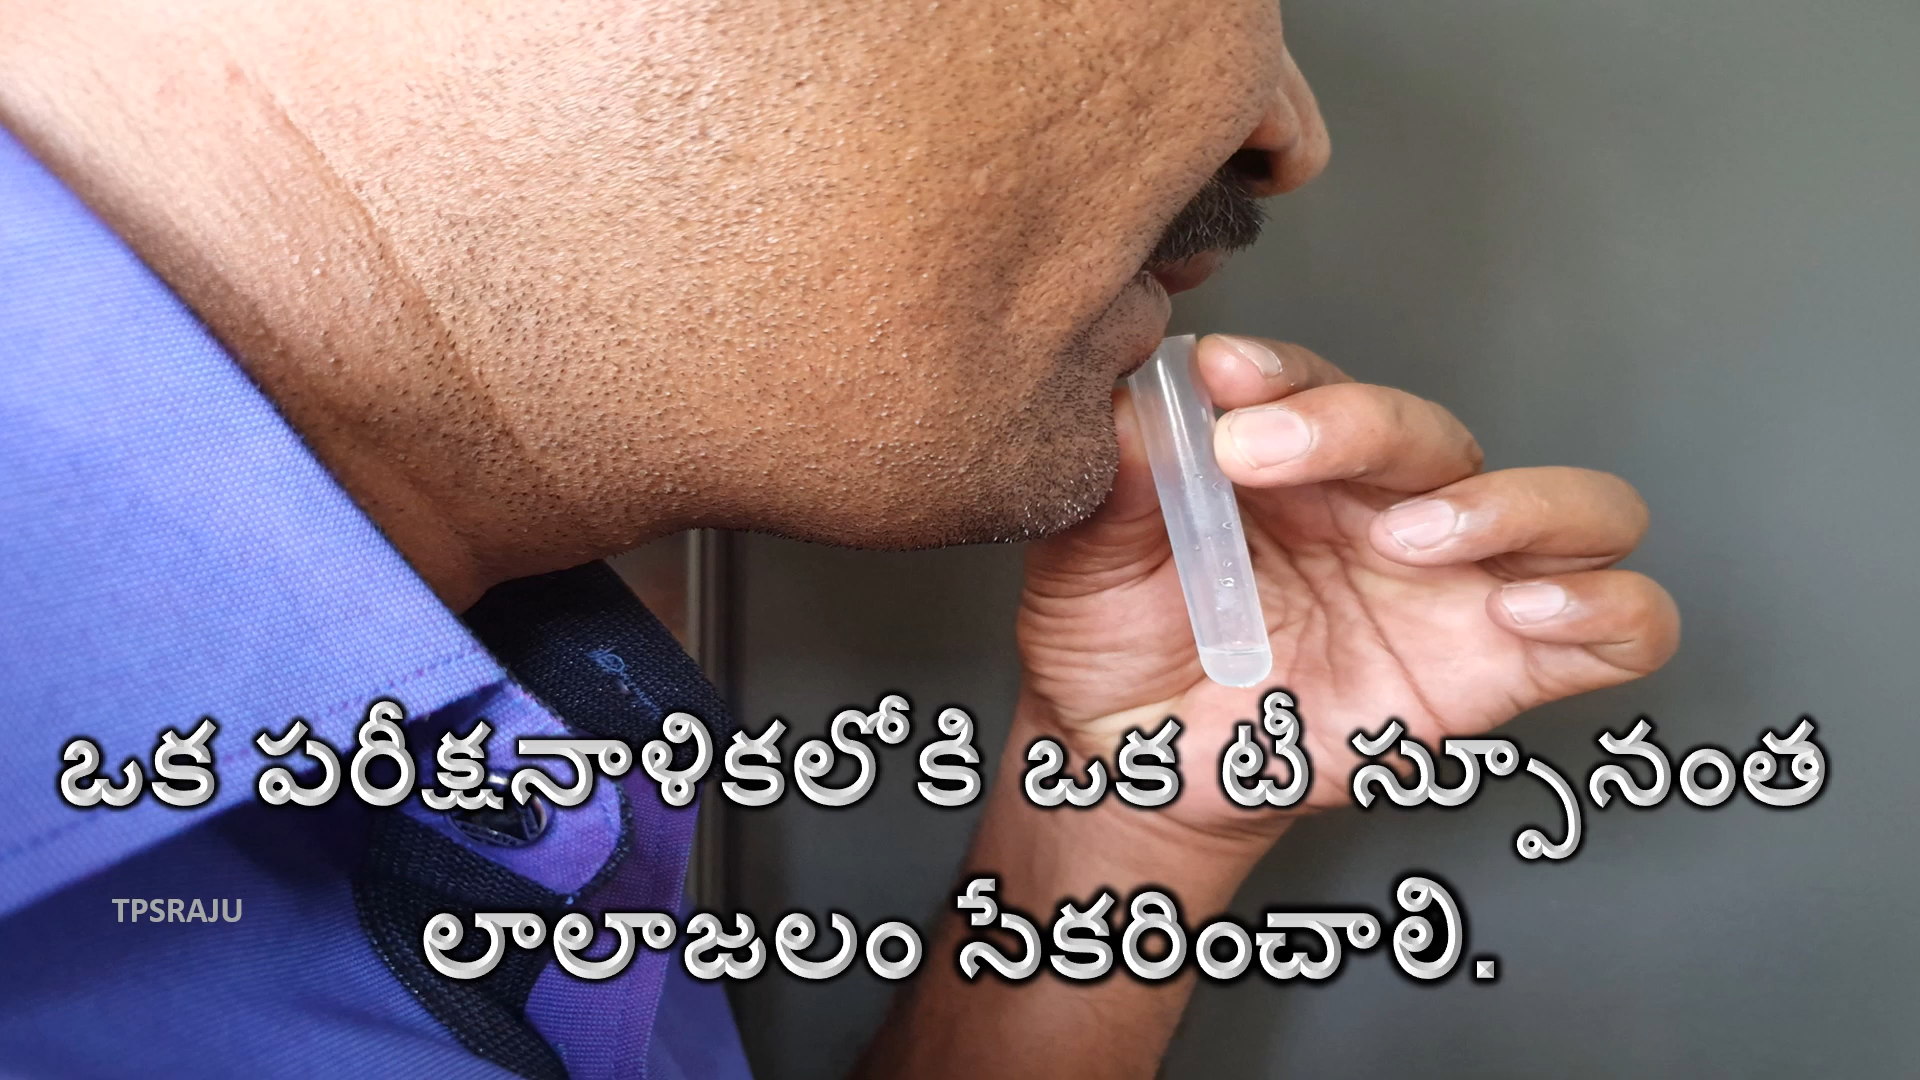 ఒక పరీక్షనాళికలోకి ఒక టీ స్పూనంత
TPSRAJU
లాలాజలం సేకరించాలి.